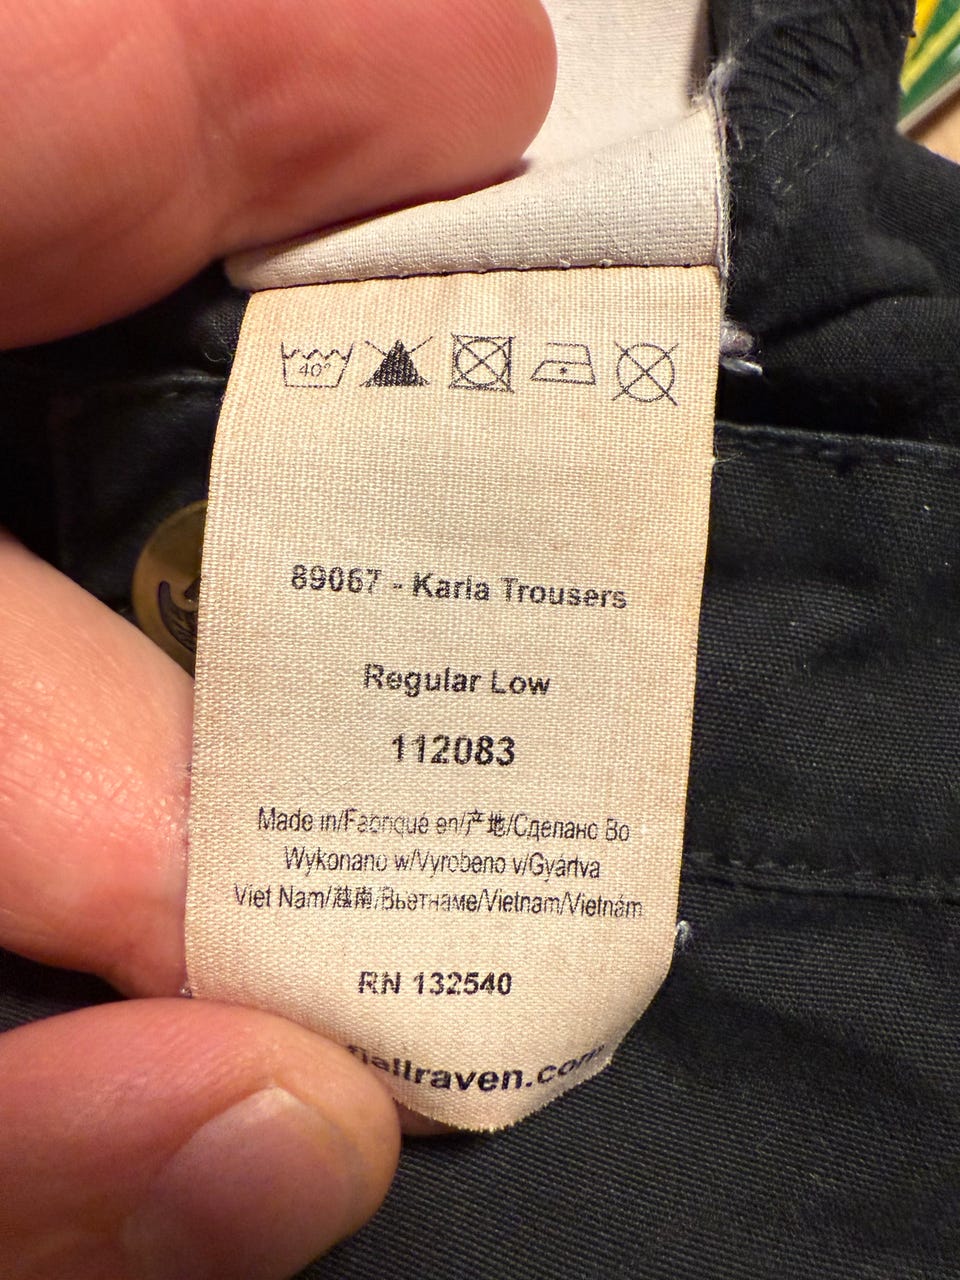 40°
89067 - Karla Trousers
Regular Low
112083
Made in/Fabriqué en/产地/Сделано Во
Wykonano w/Vyrobeno v/Gyártva
Viet Nam/越南/Вьетнаме/Vietnam/Vietnám
RN 132540
fjallraven.com